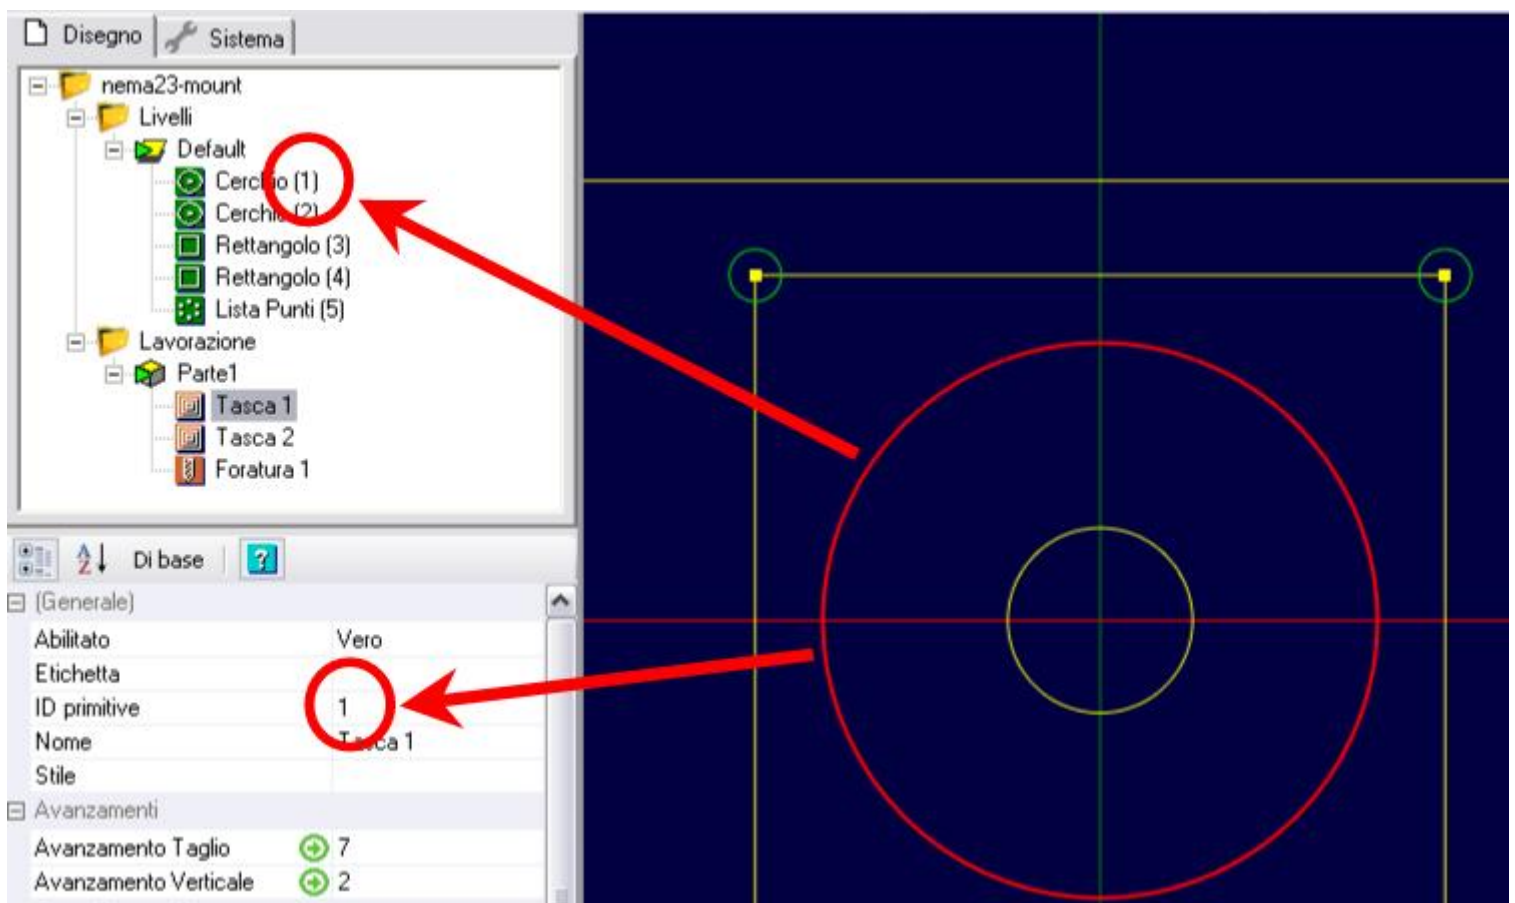 Disegno
Sistema
nema23-mount
Livelli
Default
Cerchio (1)
Cerchio (2)
Rettangolo (3)
Rettangolo (4)
Lista Punti (5)
Lavorazione
Parte1
Tasca 1
Tasca 2
Foratura 1
AZ Di base ?
(Generale)
Abilitato Vero
Etichetta
ID primitive 1
Nome Tasca 1
Stile
Avanzamenti
Avanzamento Taglio 7
Avanzamento Verticale 2